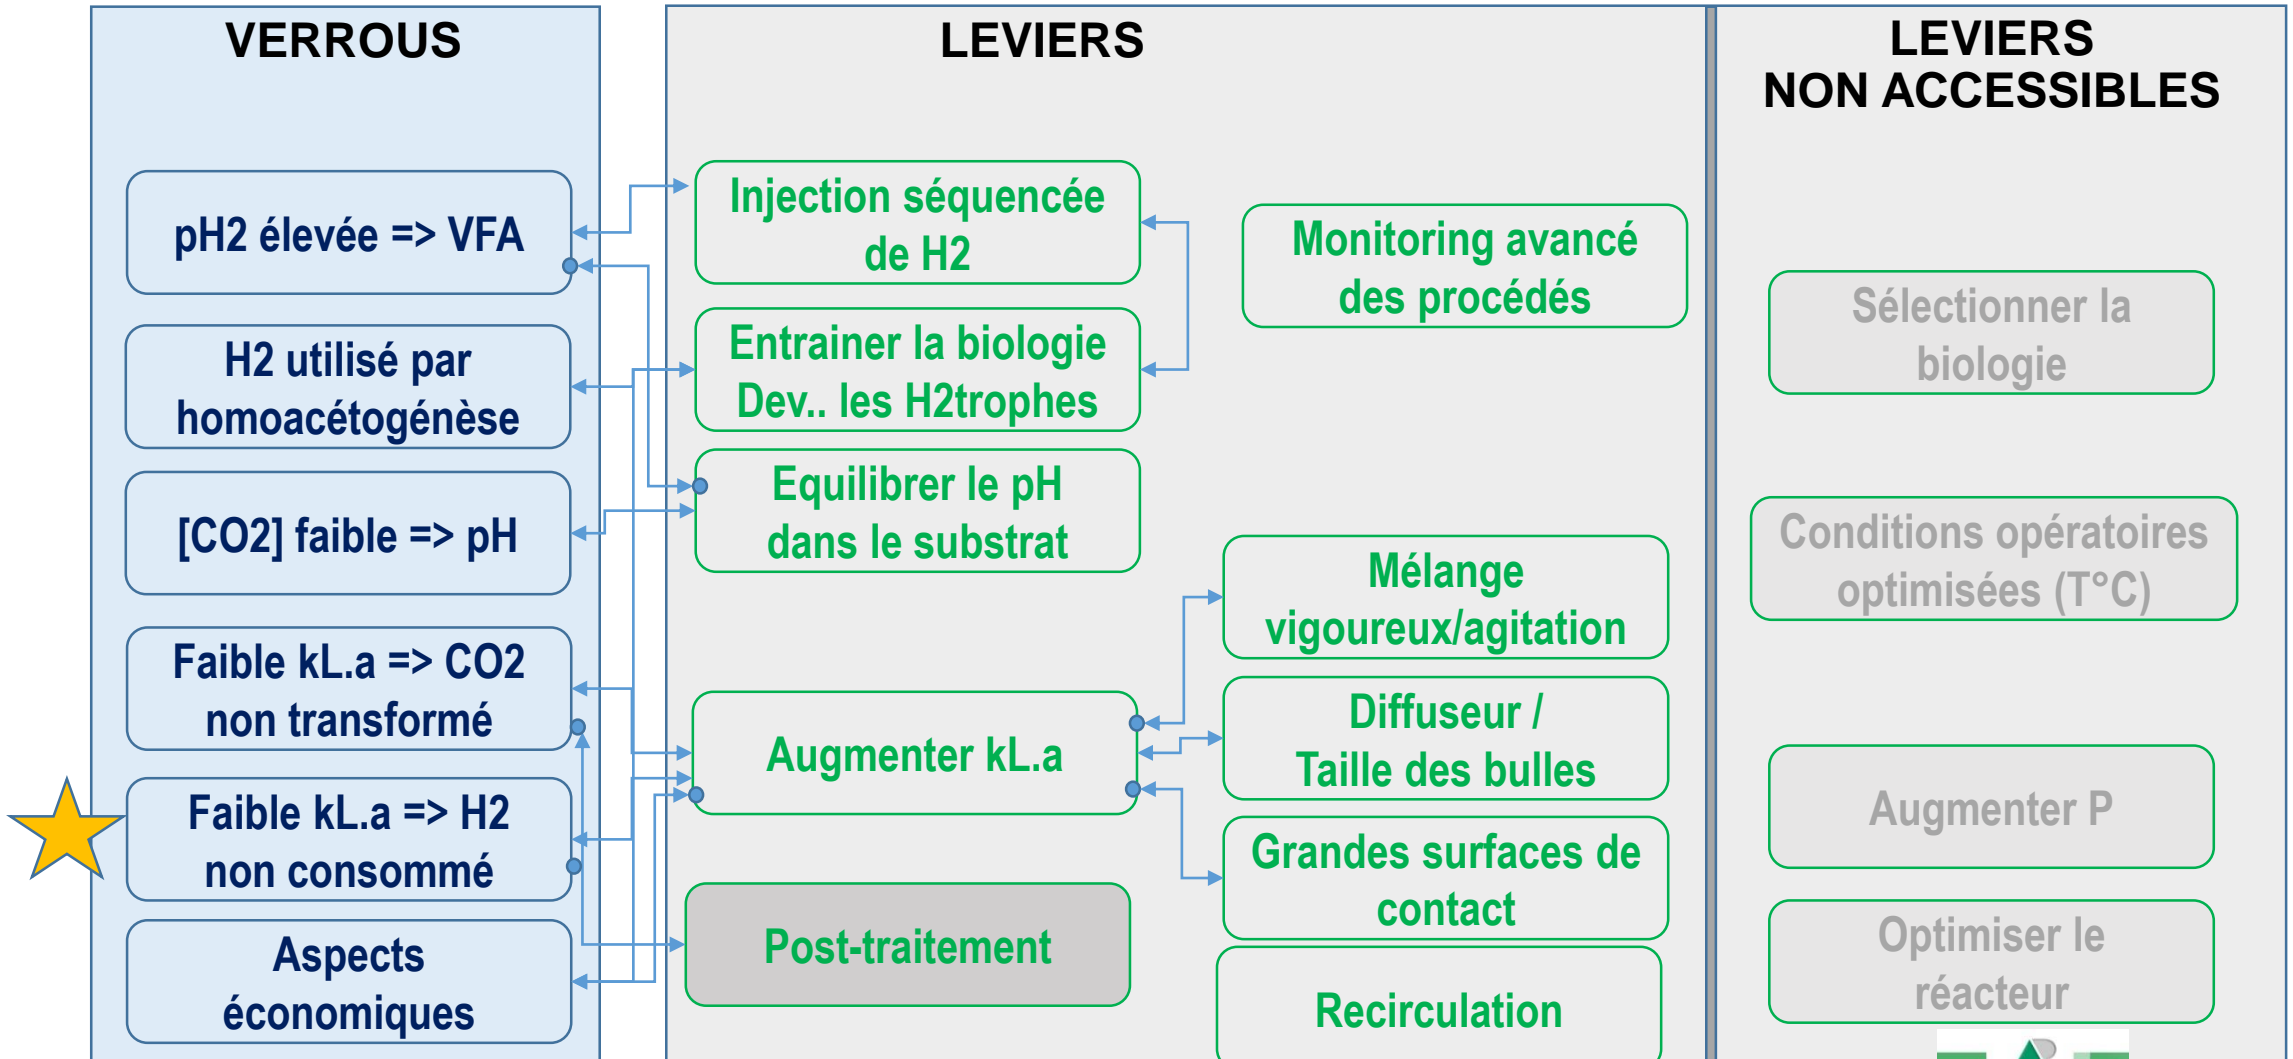 VERROUS
pH2 élevée => VFA
H2 utilisé par
homoacétogénèse
[CO2] faible => pH
Faible kL.a => CO2
non transformé
Faible kL.a => H2
non consommé
Aspects
économiques
LEVIERS
Injection séquencée
de H2
Entrainer la biologie
Dev.. les H2trophes
Equilibrer le pH
dans le substrat
Augmenter kL.a
Post-traitement
Monitoring avancé
des procédés
Mélange
vigoureux/agitation
Diffuseur /
Taille des bulles
Grandes surfaces de
contact
Recirculation
LEVIERS
NON ACCESSIBLES
Sélectionner la
biologie
Conditions opératoires
optimisées (T°C)
Augmenter P
Optimiser le
réacteur